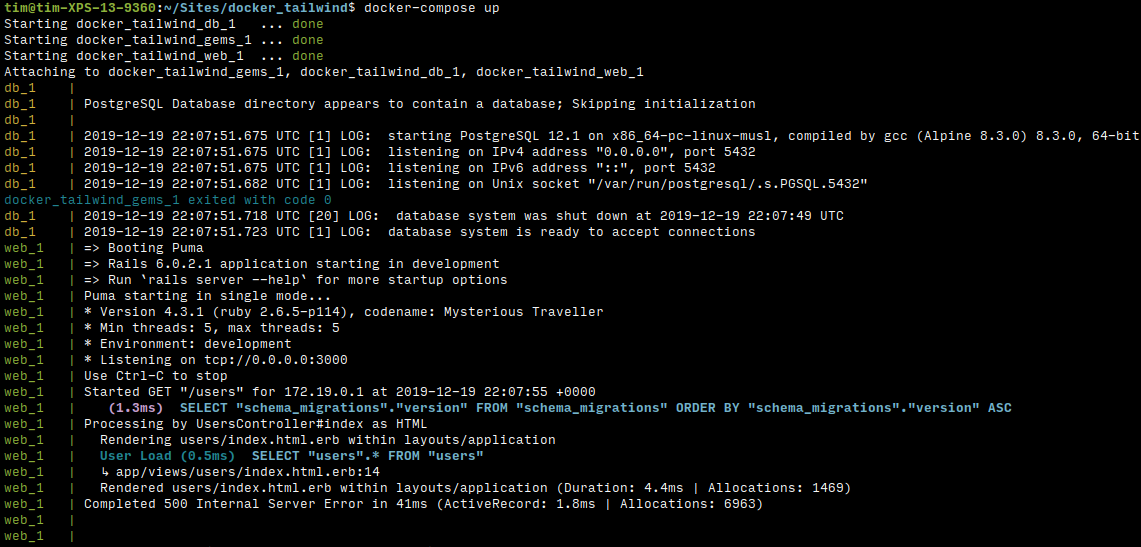 tim@tim-XPS-13-9360:~/Sites/docker_tailwind$ docker-compose up
Starting docker_tailwind_db_1   ... done
Starting docker_tailwind_gems_1 ... done
Starting docker_tailwind_web_1  ... done
Attaching to docker_tailwind_gems_1, docker_tailwind_db_1, docker_tailwind_web_1
db_1    |
db_1    | PostgreSQL Database directory appears to contain a database; Skipping initialization
db_1    |
db_1    | 2019-12-19 22:07:51.675 UTC [1] LOG:  starting PostgreSQL 12.1 on x86_64-pc-linux-musl, compiled by gcc (Alpine 8.3.0) 8.3.0, 64-bit
db_1    | 2019-12-19 22:07:51.675 UTC [1] LOG:  listening on IPv4 address "0.0.0.0", port 5432
db_1    | 2019-12-19 22:07:51.675 UTC [1] LOG:  listening on IPv6 address "::", port 5432
db_1    | 2019-12-19 22:07:51.682 UTC [1] LOG:  listening on Unix socket "/var/run/postgresql/.s.PGSQL.5432"
docker_tailwind_gems_1 exited with code 0
db_1    | 2019-12-19 22:07:51.718 UTC [20] LOG:  database system was shut down at 2019-12-19 22:07:49 UTC
db_1    | 2019-12-19 22:07:51.723 UTC [1] LOG:  database system is ready to accept connections
web_1   | => Booting Puma
web_1   | => Rails 6.0.2.1 application starting in development
web_1   | => Run `rails server --help` for more startup options
web_1   | Puma starting in single mode...
web_1   | * Version 4.3.1 (ruby 2.6.5-p114), codename: Mysterious Traveller
web_1   | * Min threads: 5, max threads: 5
web_1   | * Environment: development
web_1   | * Listening on tcp://0.0.0.0:3000
web_1   | Use Ctrl-C to stop
web_1   | Started GET "/users" for 172.19.0.1 at 2019-12-19 22:07:55 +0000
web_1   |    (1.3ms)  SELECT "schema_migrations"."version" FROM "schema_migrations" ORDER BY "schema_migrations"."version" ASC
web_1   | Processing by UsersController#index as HTML
web_1   |   Rendering users/index.html.erb within layouts/application
web_1   |   User Load (0.5ms)  SELECT "users".* FROM "users"
web_1   |   ↳ app/views/users/index.html.erb:14
web_1   |   Rendered users/index.html.erb within layouts/application (Duration: 4.4ms | Allocations: 1469)
web_1   | Completed 500 Internal Server Error in 41ms (ActiveRecord: 1.8ms | Allocations: 6963)
web_1   |
web_1   |